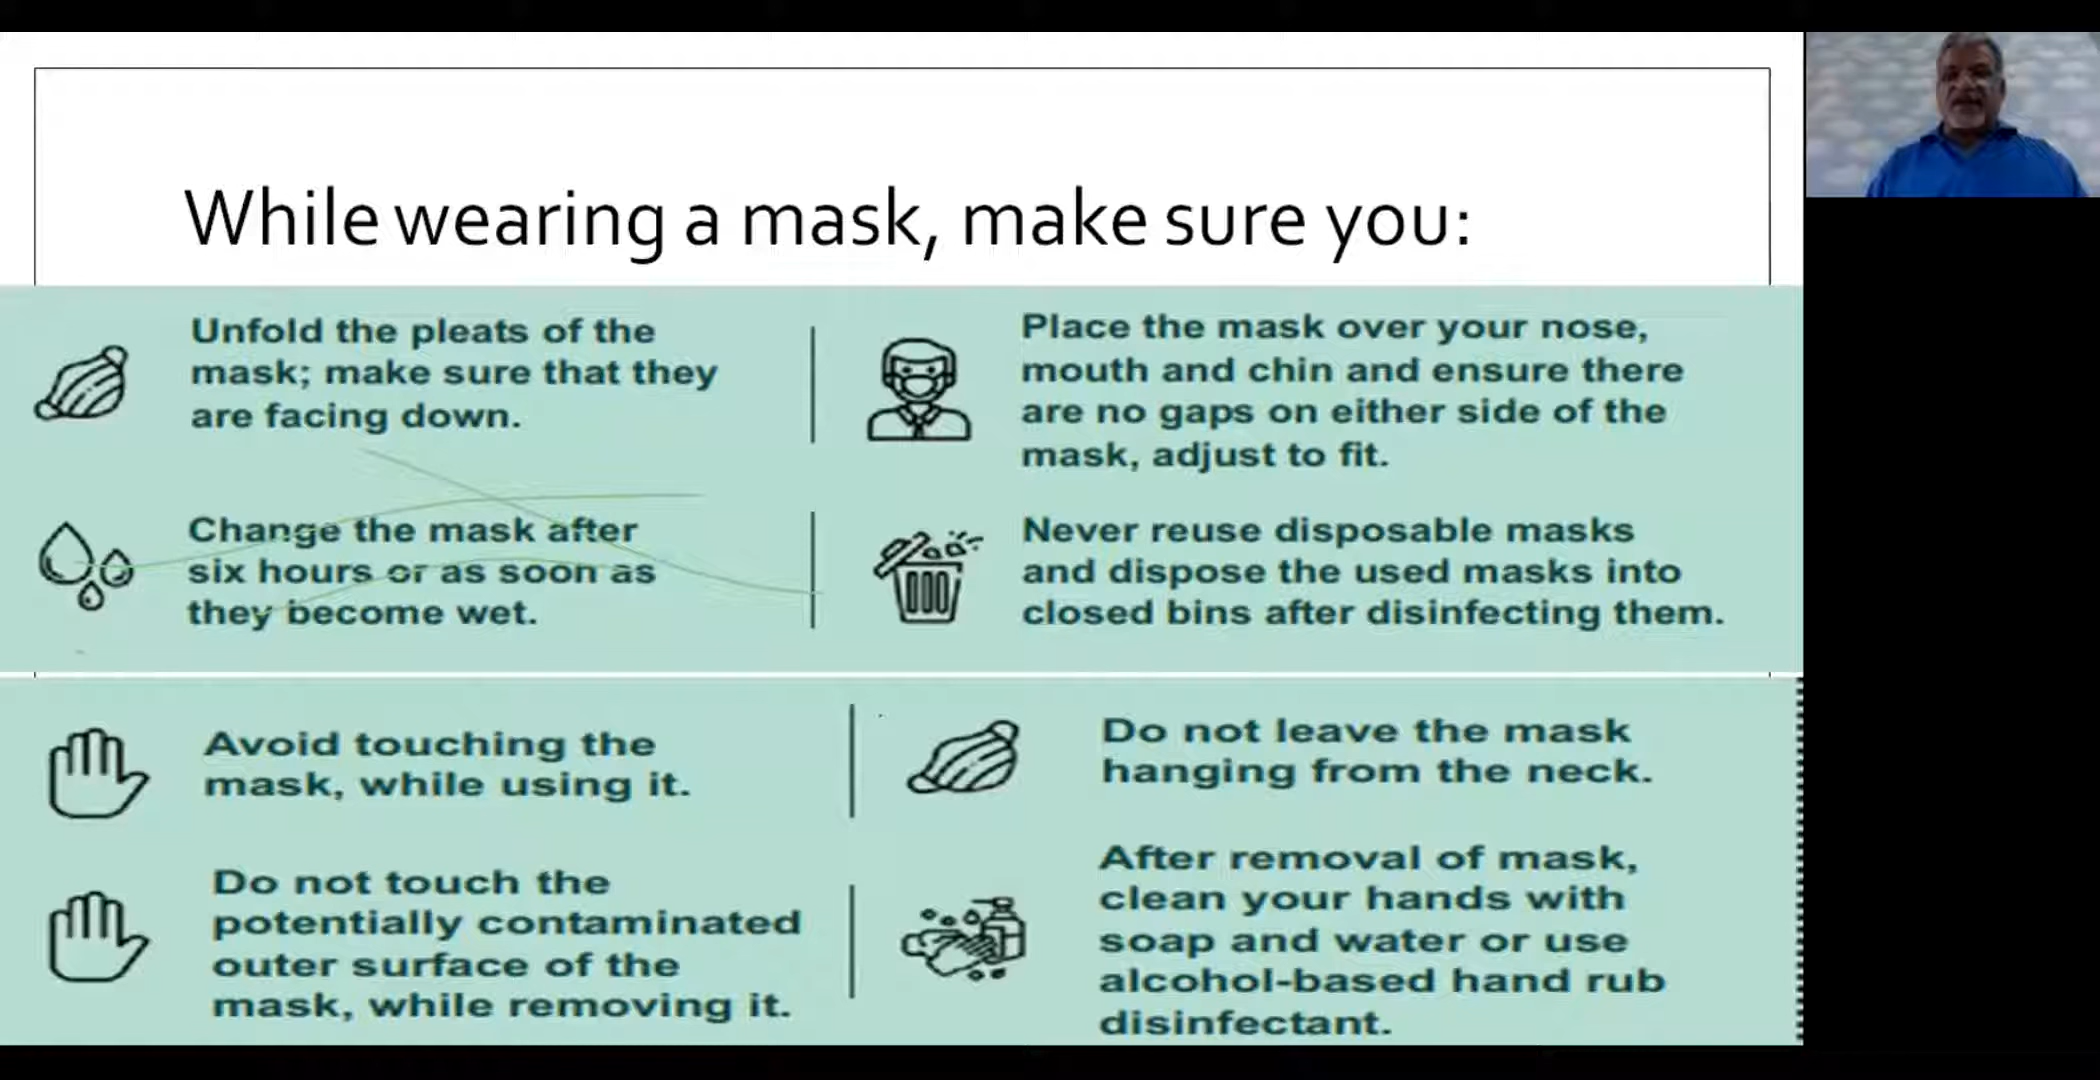 While wearing a mask, make sure you:
Unfold the pleats of the
mask; make sure that they
are facing down.
Place the mask over your nose,
mouth and chin and ensure there
are no gaps on either side of the
mask, adjust to fit.
Change the mask after
six hours or as soon as
they become wet.
Never reuse disposable masks
and dispose the used masks into
closed bins after disinfecting them.
Avoid touching the
mask, while using it.
Do not leave the mask
hanging from the neck.
Do not touch the
potentially contaminated
outer surface of the
mask, while removing it.
After removal of mask,
clean your hands with
soap and water or use
alcohol-based hand rub
disinfectant.